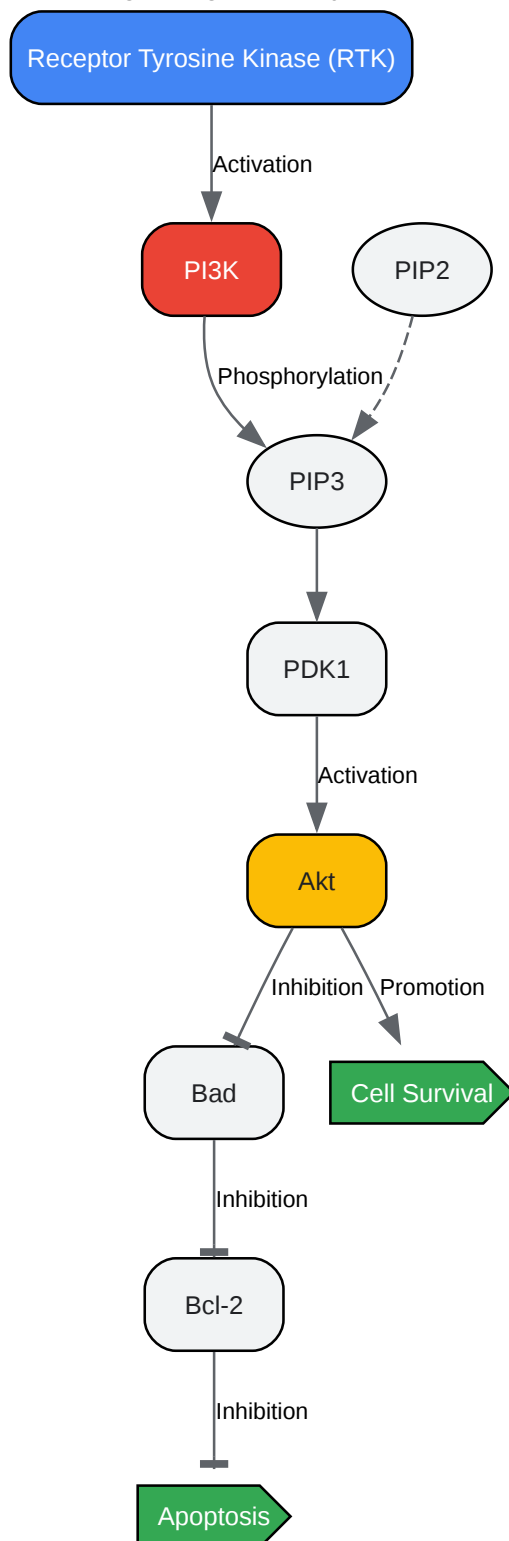 Receptor Tyrosine Kinase (RTK)
Activation
PI3K
PIP2
Phosphorylation
PIP3
PDK1
Activation
Akt
Inhibition
Promotion
Bad
Cell Survival
Inhibition
Bcl-2
Inhibition
Apoptosis